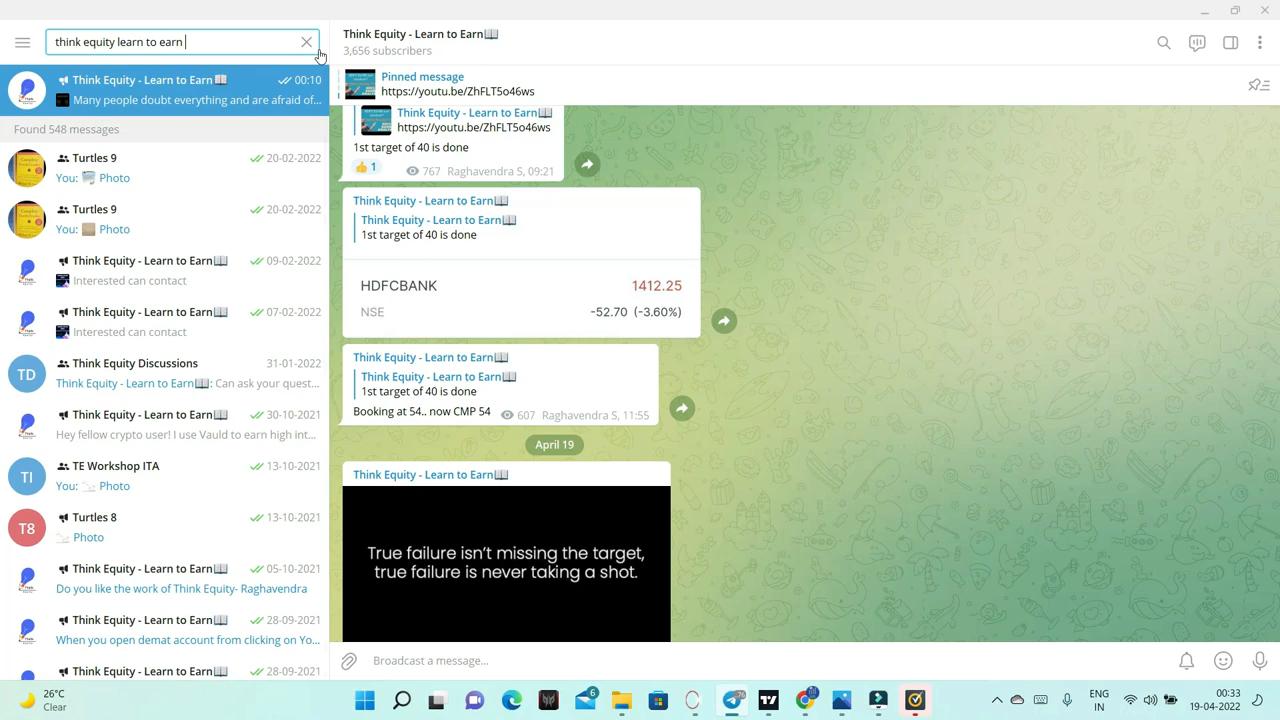 think equity learn to earn
Think Equity - Learn to Earn📖 00:10
Many people doubt everything and are afraid of...
Found 548 messages
Turtles 9 20-02-2022
You: Photo
Turtles 9 20-02-2022
You: Photo
Think Equity - Learn to Earn📖 09-02-2022
Interested can contact
Think Equity - Learn to Earn📖 07-02-2022
Interested can contact
TD
Think Equity Discussions 31-01-2022
Think Equity - Learn to Earn📖: Can ask your quest...
Think Equity - Learn to Earn📖 30-10-2021
Hey fellow crypto user! I use Vauld to earn high int...
TI
TE Workshop ITA 13-10-2021
You: Photo
T8
Turtles 8 13-10-2021
Photo
Think Equity - Learn to Earn📖 05-10-2021
Do you like the work of Think Equity- Raghavendra
Think Equity - Learn to Earn📖 28-09-2021
When you open demat account from clicking on Yo...
Think Equity - Learn to Earn📖 28-09-2021
Think Equity - Learn to Earn📖
3,656 subscribers
Pinned message
https://youtu.be/ZhFLT5o46ws
Think Equity - Learn to Earn📖
https://youtu.be/ZhFLT5o46ws
1st target of 40 is done
👍 1 767 Raghavendra S, 09:21
Think Equity - Learn to Earn📖
Think Equity - Learn to Earn📖
1st target of 40 is done
HDFCBANK 1412.25
NSE -52.70 (-3.60%)
Think Equity - Learn to Earn📖
Think Equity - Learn to Earn📖
1st target of 40 is done
Booking at 54.. now CMP 54 607 Raghavendra S, 11:55
April 19
Think Equity - Learn to Earn📖
True failure isn't missing the target,
true failure is never taking a shot.
Broadcast a message...
26°C
Clear
6
ENG
IN
00:33
19-04-2022